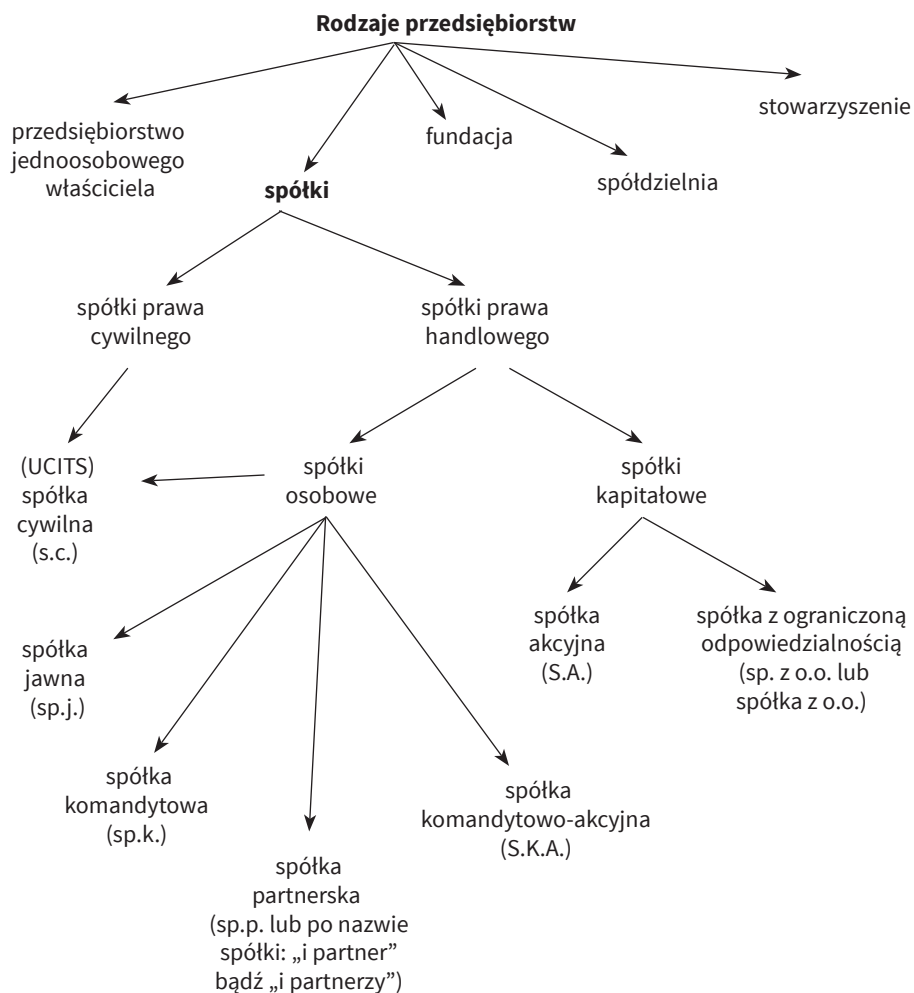 Rodzaje przedsiębiorstw
przedsiębiorstwo
jednoosobowego
właściciela
spółki
fundacja
spółdzielnia
stowarzyszenie
spółki prawa
cywilnego
spółki prawa
handlowego
(UCITS)
spółka
cywilna
(s.c.)
spółki
osobowe
spółki
kapitałowe
spółka
jawna
(sp.j.)
spółka
komandytowa
(sp.k.)
spółka
partnerska
(sp.p. lub po nazwie
spółki: „i partner”
bądź „i partnerzy”)
spółka
komandytowo-akcyjna
(S.K.A.)
spółka
akcyjna
(S.A.)
spółka z ograniczoną
odpowiedzialnością
(sp. z o.o. lub
spółka z o.o.)